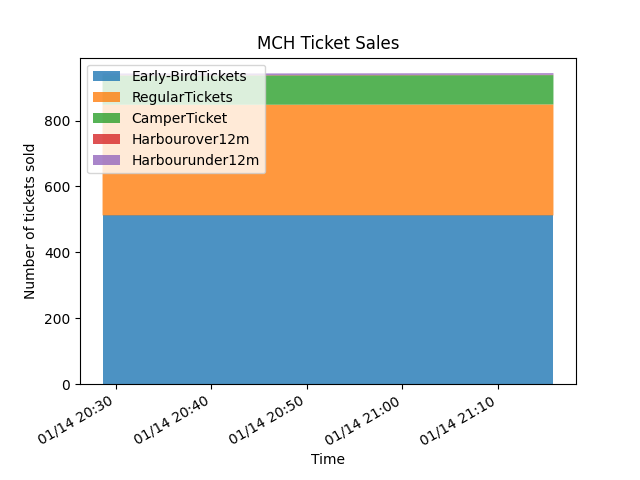 MCH Ticket Sales
Early-BirdTickets
RegularTickets
CamperTicket
Harbourover12m
Harbourunder12m
Number of tickets sold
800
600
400
200
0
01/14 20:30
01/14 20:40
01/14 20:50
01/14 21:00
01/14 21:10
Time